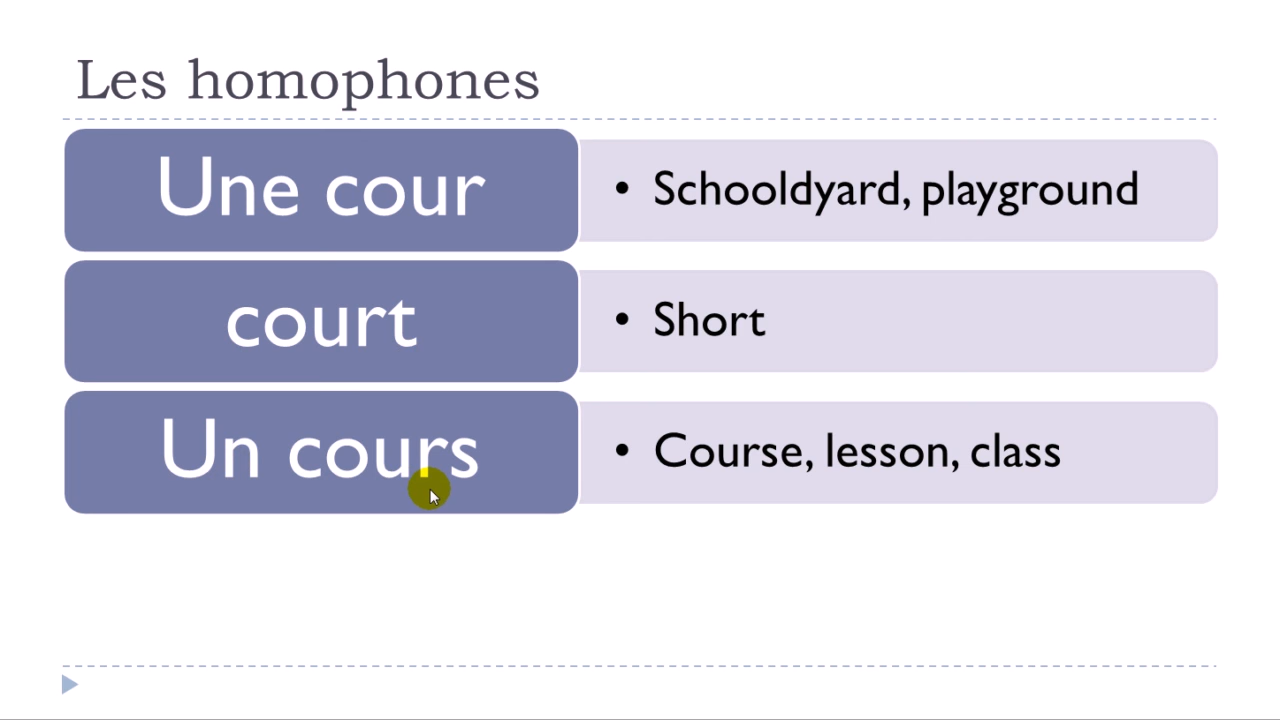 Les homophones
Une cour
• Schooldyard, playground
court
• Short
Un cours
• Course, lesson, class